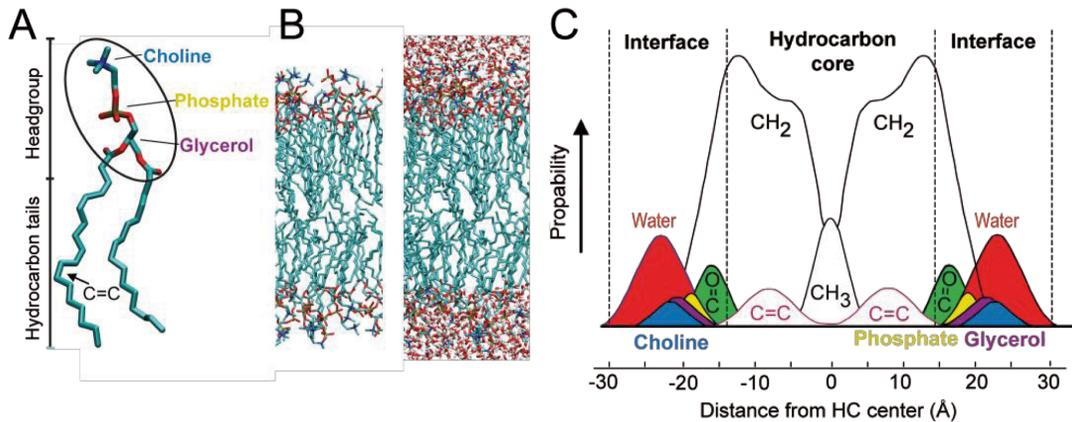 A
Headgroup
Hydrocarbon tails
Choline
Phosphate
Glycerol
C=C
B
C
Interface
Hydrocarbon
core
Interface
Propability
CH2
CH2
Water
Water
O
=
C
O
=
C
C=C
CH3
C=C
Choline
Phosphate Glycerol
-30 -20 -10 0 10 20 30
Distance from HC center (Å)